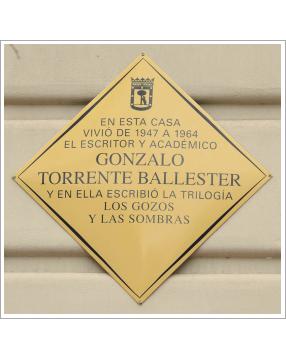 EN ESTA CASA
VIVIÓ DE 1947 A 1964
EL ESCRITOR Y ACADÉMICO
GONZALO
TORRENTE BALLESTER
Y EN ELLA ESCRIBIÓ LA TRILOGÍA
LOS GOZOS
Y LAS SOMBRAS